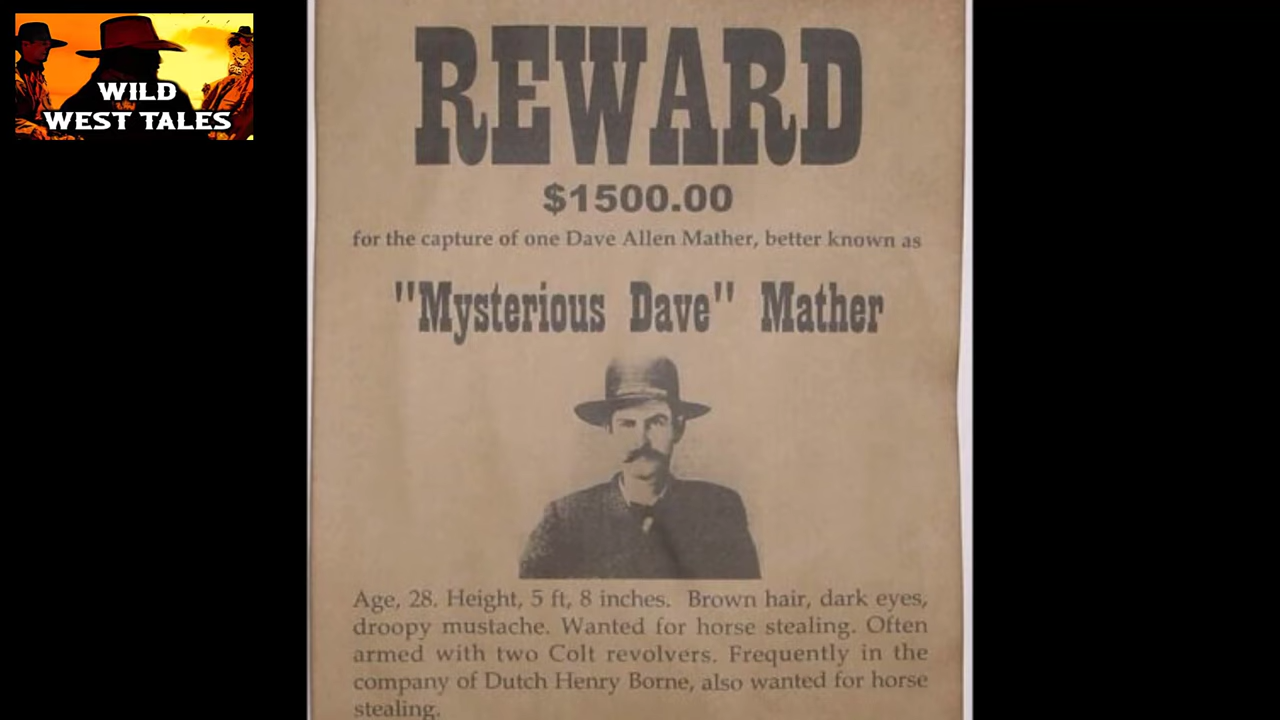 WILD
WEST TALES
REWARD
$1500.00
for the capture of one Dave Allen Mather, better known as
"Mysterious Dave" Mather
Age, 28. Height, 5 ft, 8 inches. Brown hair, dark eyes,
droopy mustache. Wanted for horse stealing. Often
armed with two Colt revolvers. Frequently in the
company of Dutch Henry Borne, also wanted for horse
stealing.